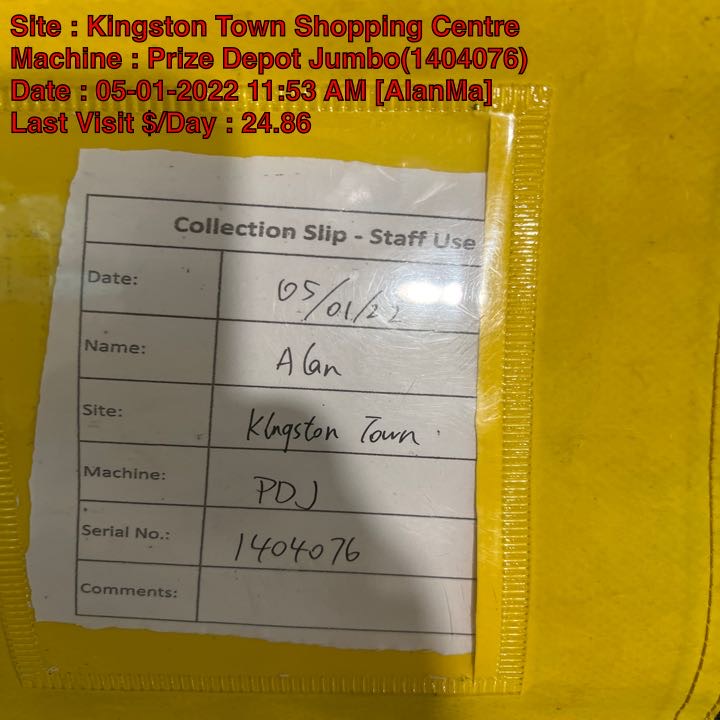 Site : Kingston Town Shopping Centre
Machine : Prize Depot Jumbo(1404076)
Date : 05-01-2022 11:53 AM [AlanMa]
Last Visit $/Day : 24.86
Collection Slip - Staff Use
Date: 05/01/22
Name: Alan
Site: Kingston Town
Machine: PDJ
Serial No.: 1404076
Comments: